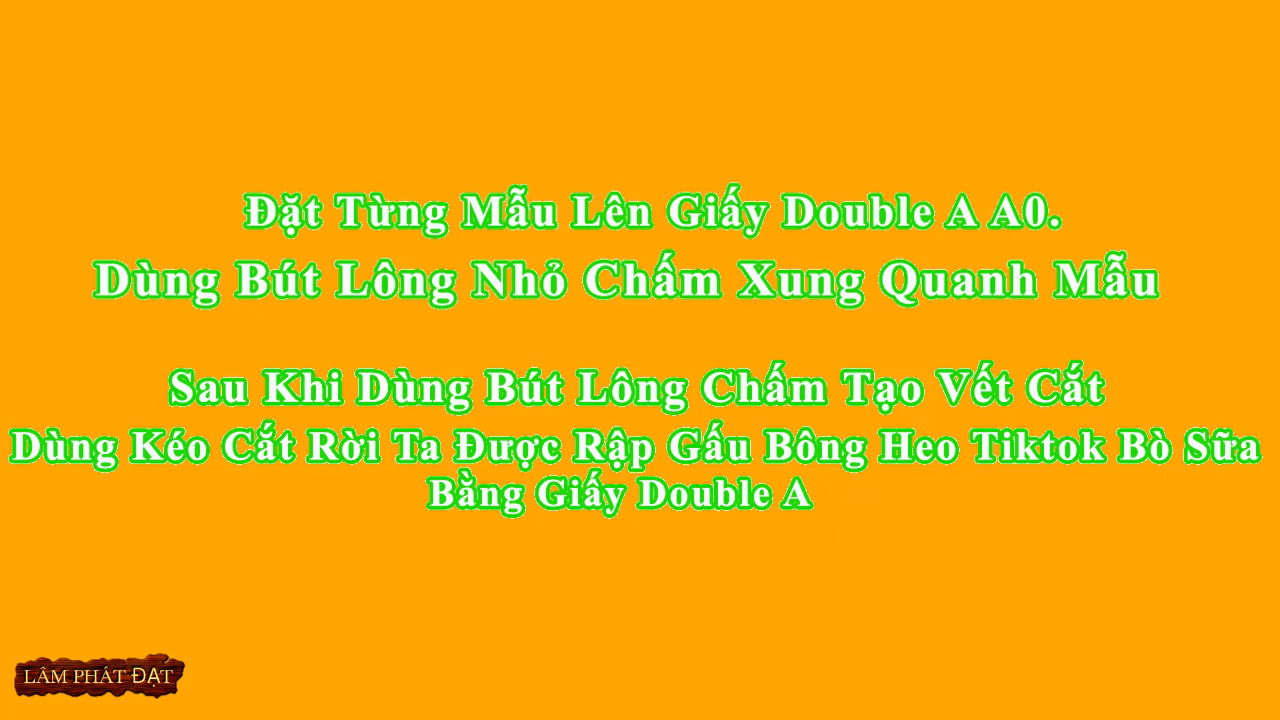 Đặt Từng Mẫu Lên Giấy Double A A0.
Dùng Bút Lông Nhỏ Chấm Xung Quanh Mẫu
Sau Khi Dùng Bút Lông Chấm Tạo Vết Cắt
Dùng Kéo Cắt Rời Ta Được Rập Gấu Bông Heo Tiktok Bò Sữa
Bằng Giấy Double A
LÂM PHÁT ĐẠT